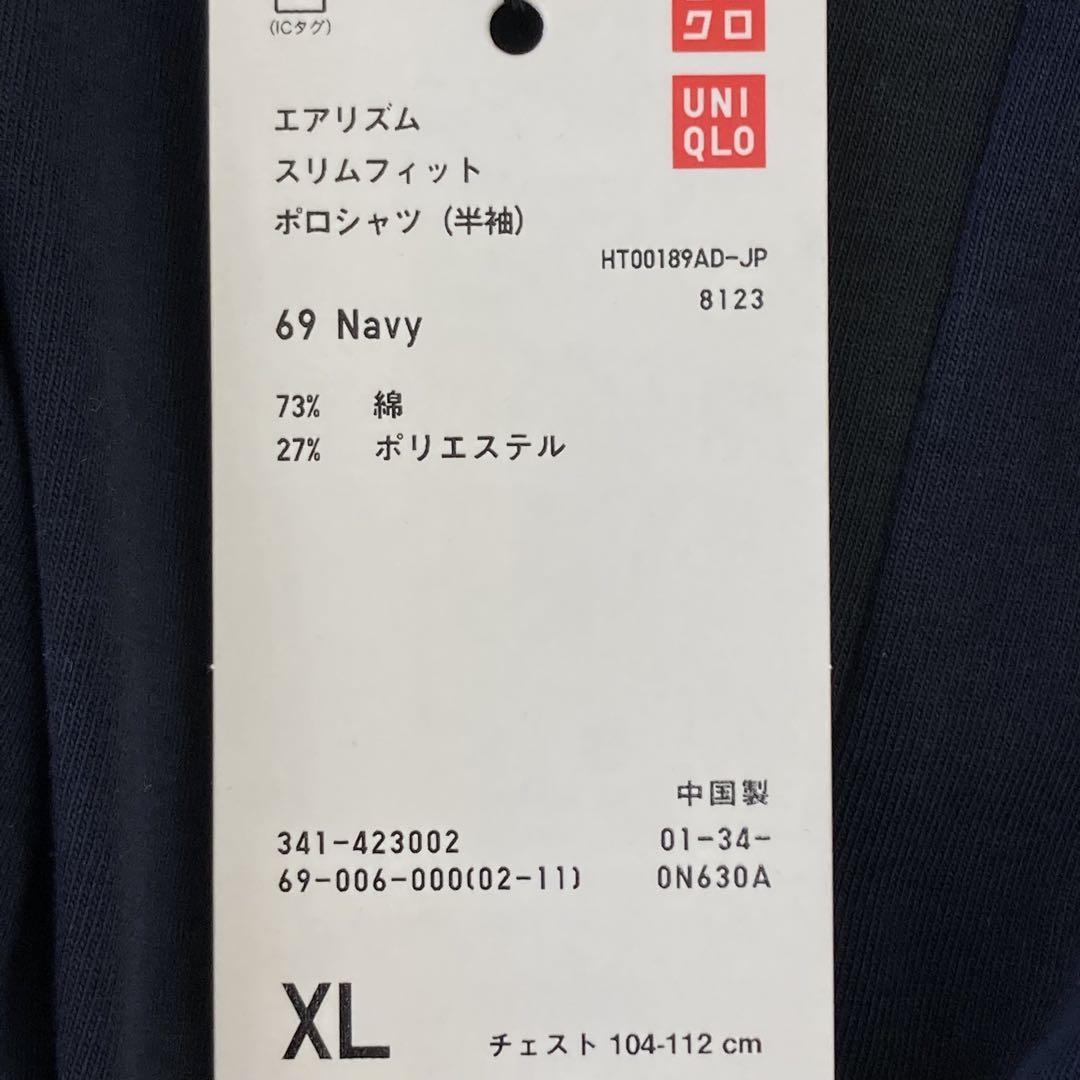 (ICタグ)
クロ
UNI
QLO
エアリズム
スリムフィット
ポロシャツ (半袖)
HT00189AD-JP
8123
69 Navy
73% 綿
27% ポリエステル
中国製
341-423002 01-34-
69-006-000(02-11) 0N630A
XL チェスト 104-112 cm